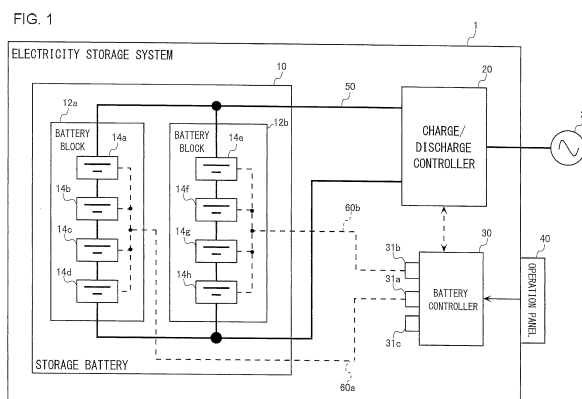 FIG. 1
1
ELECTRICITY STORAGE SYSTEM
10
20
50
12a
12b
BATTERY BLOCK
14a
BATTERY BLOCK
14e
CHARGE/
DISCHARGE
CONTROLLER
14b
14f
14c
14g
60b
30
40
31b
14d
14h
31a
BATTERY
CONTROLLER
OPERATION PANEL
31c
STORAGE BATTERY
60a